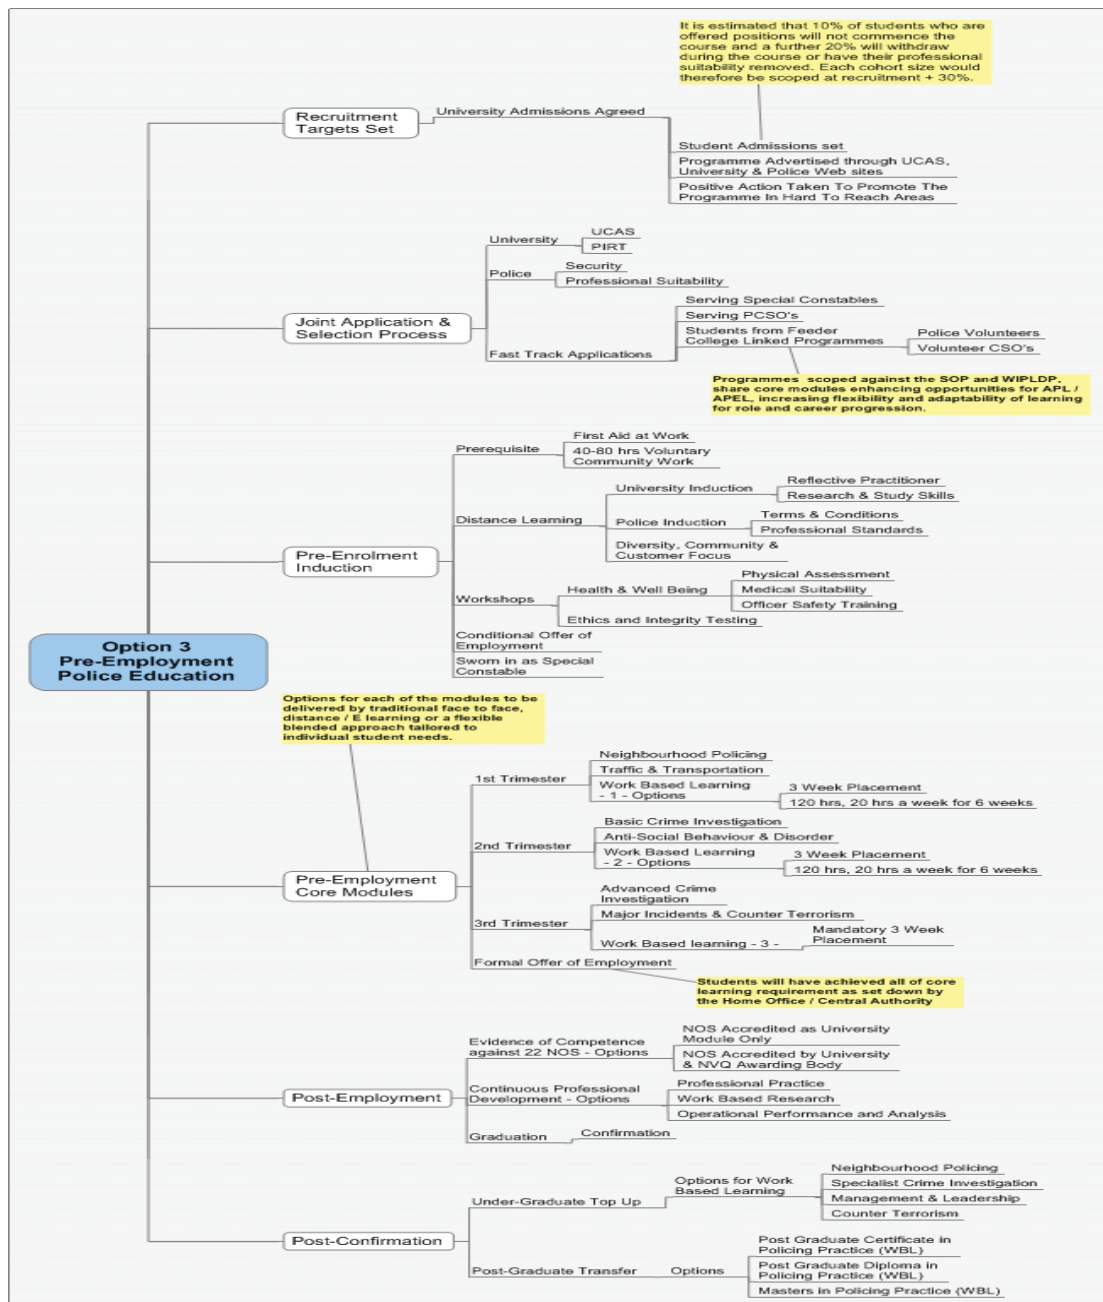 It is estimated that 10% of students who are
offered positions will not commence the
course and a further 20% will withdraw
during the course or have their professional
suitability removed. Each cohort size would
therefore be scoped at recruitment + 30%.
Recruitment
Targets Set
University Admissions Agreed
Student Admissions set
Programme Advertised through UCAS,
University & Police Web sites
Positive Action Taken To Promote The
Programme In Hard To Reach Areas
Joint Application &
Selection Process
University
UCAS
PIRT
Police
Security
Professional Suitability
Fast Track Applications
Serving Special Constables
Serving PCSO's
Students from Feeder
College Linked Programmes
Police Volunteers
Volunteer CSO's
Programmes scoped against the SOP and WIPLDP,
share core modules enhancing opportunities for APL /
APEL, increasing flexibility and adaptability of learning
for role and career progression.
Pre-Enrolment
Induction
Prerequisite
First Aid at Work
40-80 hrs Voluntary
Community Work
Distance Learning
University Induction
Reflective Practitioner
Research & Study Skills
Police Induction
Terms & Conditions
Professional Standards
Diversity, Community &
Customer Focus
Workshops
Health & Well Being
Physical Assessment
Medical Suitability
Officer Safety Training
Ethics and Integrity Testing
Conditional Offer of
Employment
Sworn in as Special
Constable
Option 3
Pre-Employment
Police Education
Options for each of the modules to be
delivered by traditional face to face,
distance / E learning or a flexible
blended approach tailored to
individual student needs.
Pre-Employment
Core Modules
1st Trimester
Neighbourhood Policing
Traffic & Transportation
Work Based Learning
- 1 - Options
3 Week Placement
120 hrs, 20 hrs a week for 6 weeks
2nd Trimester
Basic Crime Investigation
Anti-Social Behaviour & Disorder
Work Based Learning
- 2 - Options
3 Week Placement
120 hrs, 20 hrs a week for 6 weeks
3rd Trimester
Advanced Crime
Investigation
Major Incidents & Counter Terrorism
Work Based learning - 3 -
Mandatory 3 Week
Placement
Formal Offer of Employment
Students will have achieved all of core
learning requirement as set down by
the Home Office / Central Authority
Post-Employment
Evidence of Competence
against 22 NOS - Options
NOS Accredited as University
Module Only
NOS Accredited by University
& NVQ Awarding Body
Continuous Professional
Development - Options
Professional Practice
Work Based Research
Operational Performance and Analysis
Graduation
Confirmation
Post-Confirmation
Under-Graduate Top Up
Options for Work
Based Learning
Neighbourhood Policing
Specialist Crime Investigation
Management & Leadership
Counter Terrorism
Post-Graduate Transfer
Options
Post Graduate Certificate in
Policing Practice (WBL)
Post Graduate Diploma in
Policing Practice (WBL)
Masters in Policing Practice (WBL)